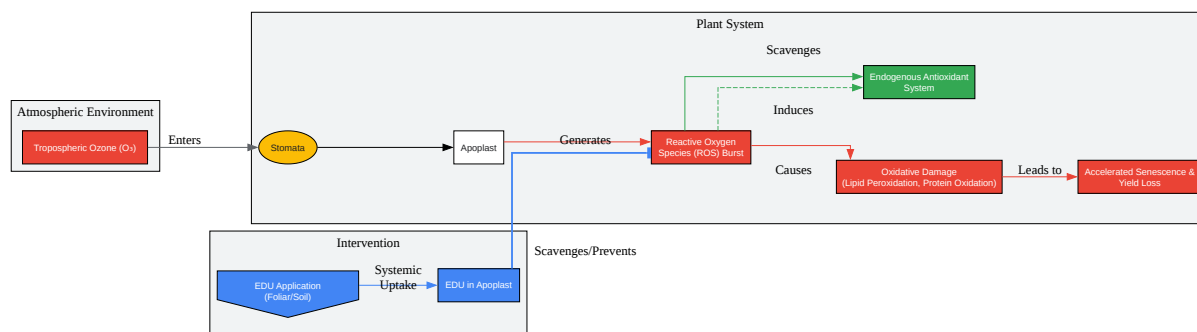 Plant System
Scavenges
Endogenous Antioxidant
System
Induces
Atmospheric Environment
Tropospheric Ozone (O₃)
Enters
Stomata
Apoplast
Generates
Reactive Oxygen
Species (ROS) Burst
Causes
Oxidative Damage
(Lipid Peroxidation, Protein Oxidation)
Leads to
Accelerated Senescence &
Yield Loss
Intervention
Scavenges/Prevents
EDU Application
(Foliar/Soil)
Systemic
Uptake
EDU in Apoplast